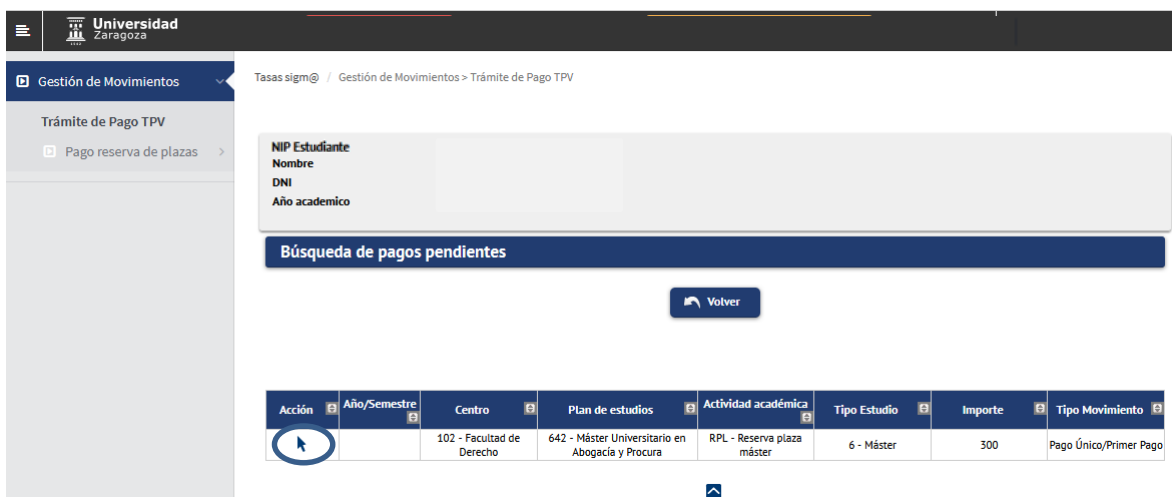 Universidad
Zaragoza
Gestión de Movimientos
Tasas sigm@ / Gestión de Movimientos > Trámite de Pago TPV
Trámite de Pago TPV
Pago reserva de plazas
NIP Estudiante
Nombre
DNI
Año academico
Búsqueda de pagos pendientes
Volver
Acción Año/Semestre Centro Plan de estudios Actividad académica Tipo Estudio Importe Tipo Movimiento
102 - Facultad de Derecho 642 - Máster Universitario en Abogacía y Procura RPL - Reserva plaza máster 6 - Máster 300 Pago Único/Primer Pago